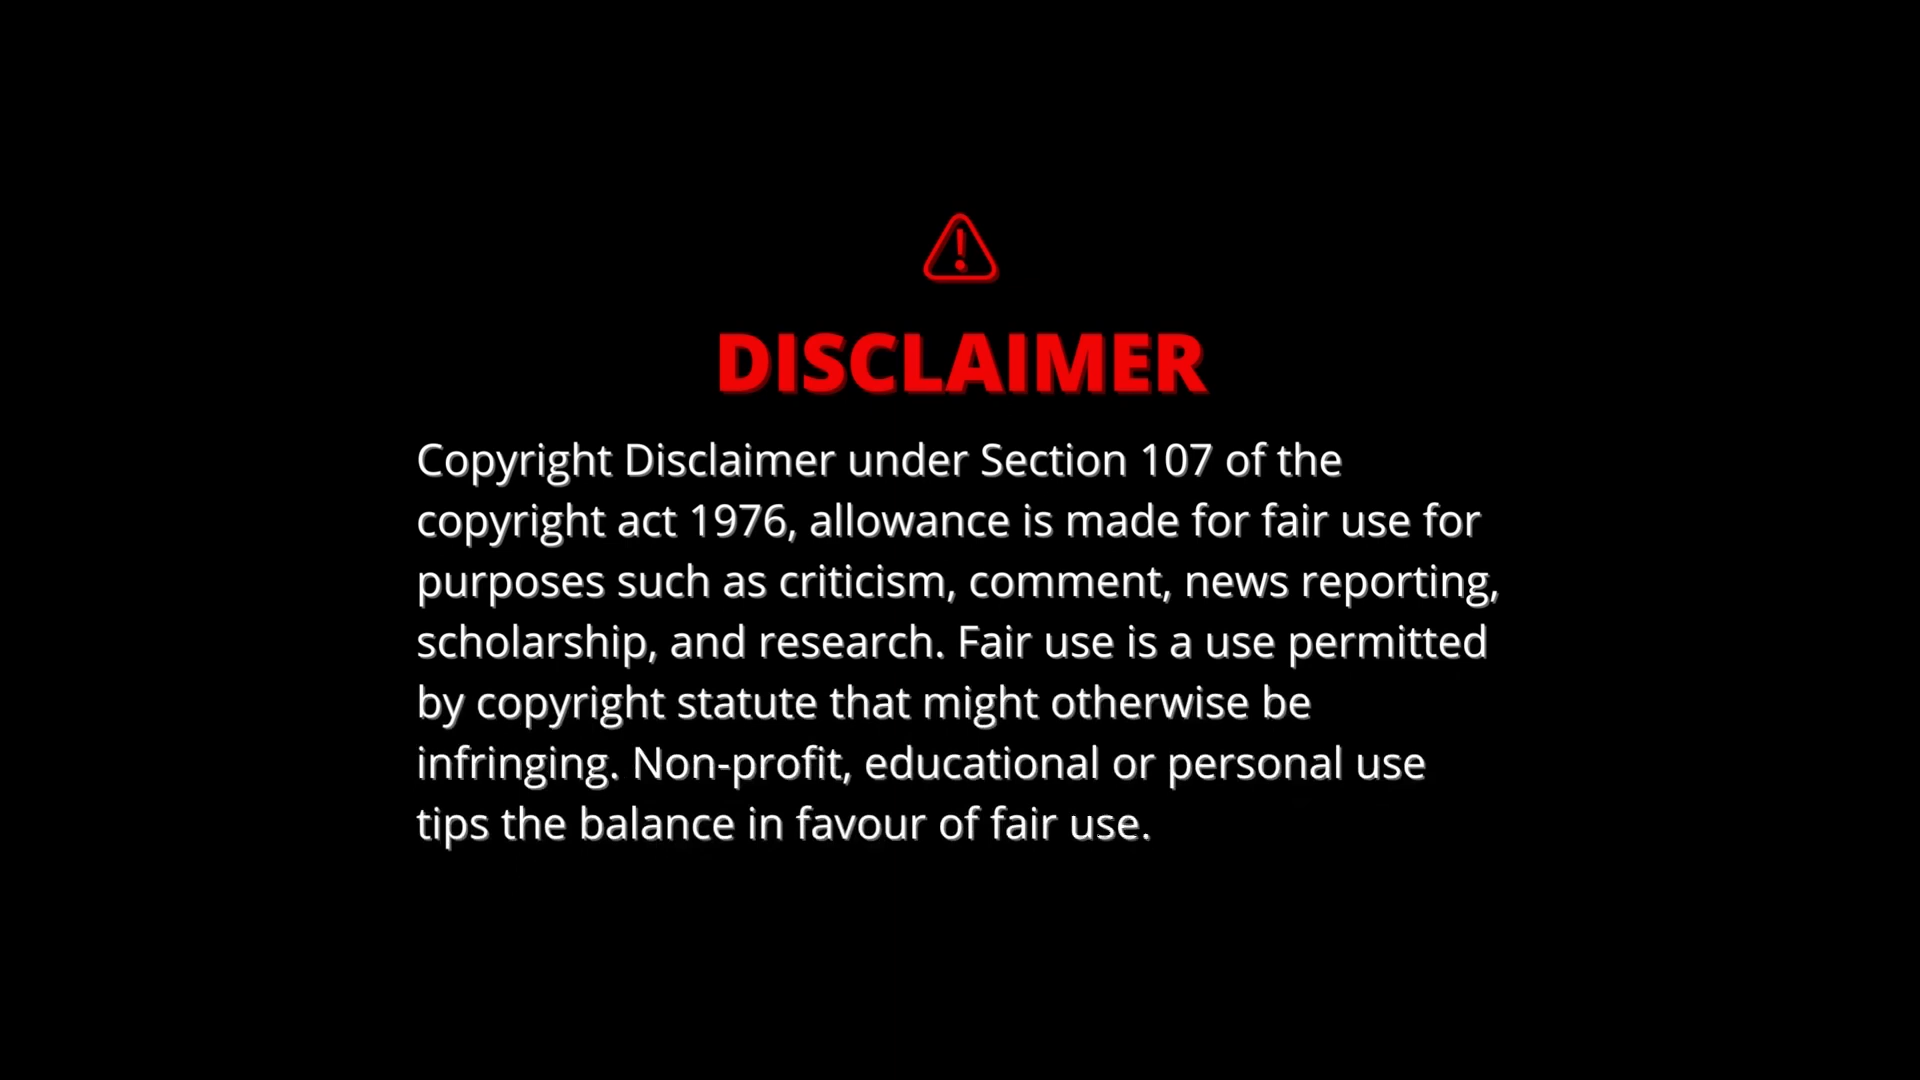 DISCLAIMER
Copyright Disclaimer under Section 107 of the
copyright act 1976, allowance is made for fair use for
purposes such as criticism, comment, news reporting,
scholarship, and research. Fair use is a use permitted
by copyright statute that might otherwise be
infringing. Non-profit, educational or personal use
tips the balance in favour of fair use.